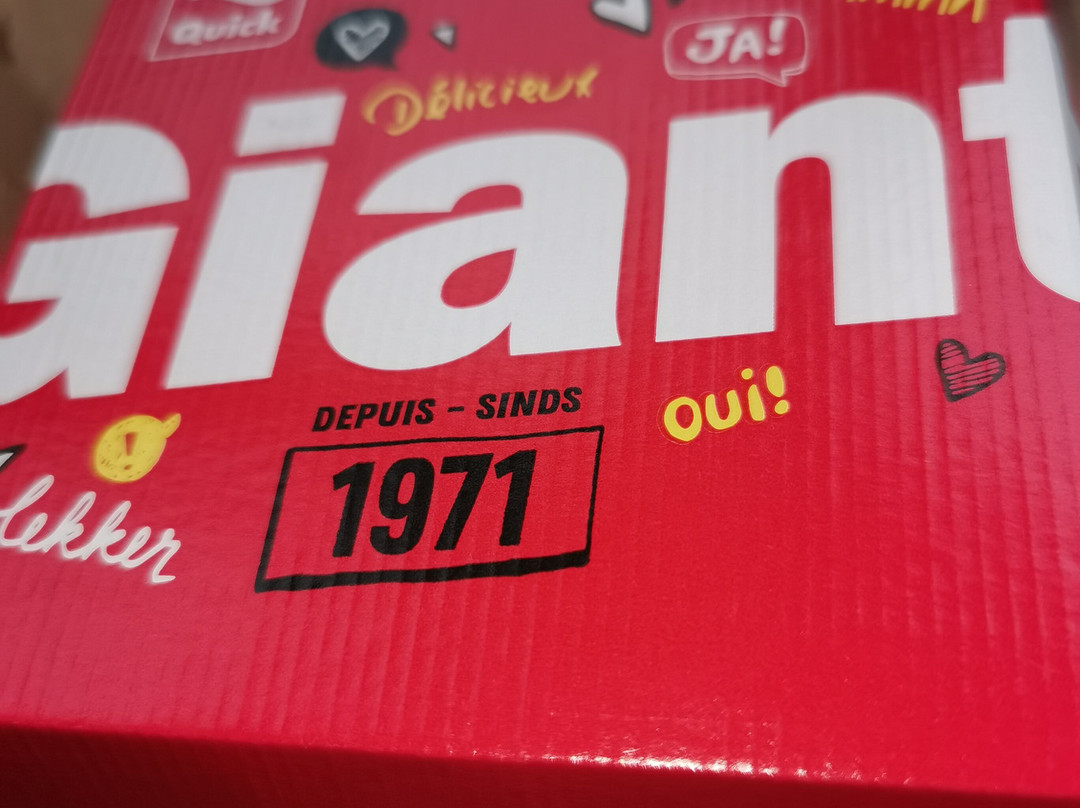 Quick
JA!
Délicieux
Giant
DEPUIS - SINDS
1971
oui!
lekker